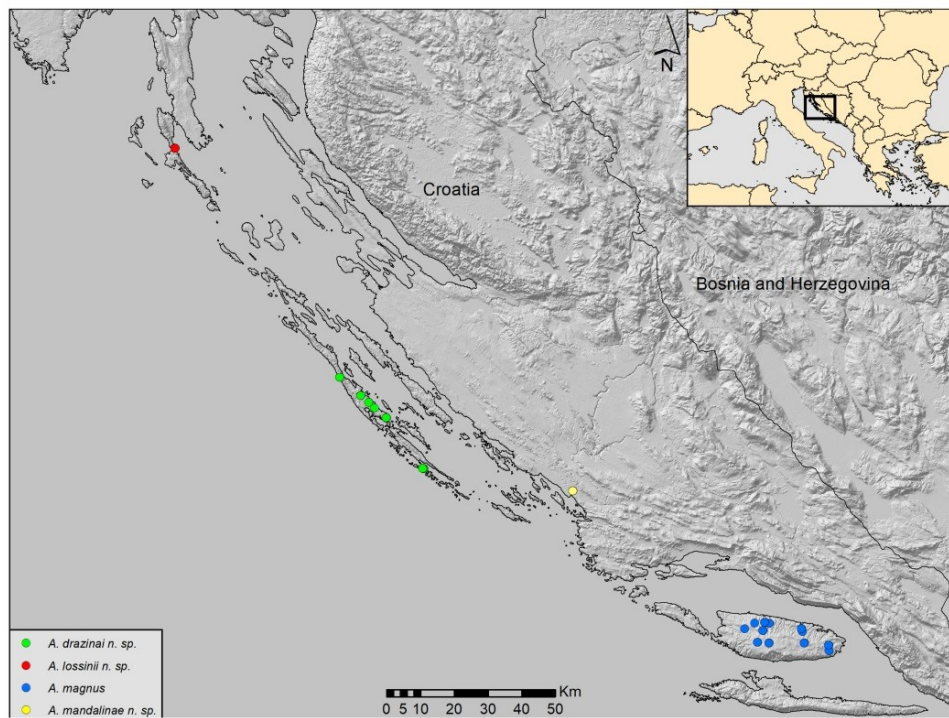 N
Croatia
Bosnia and Herzegovina
A. drazinai n. sp.
A. lossinii n. sp.
A. magnus
A. mandalinae n. sp.
Km
0 5 10 20 30 40 50